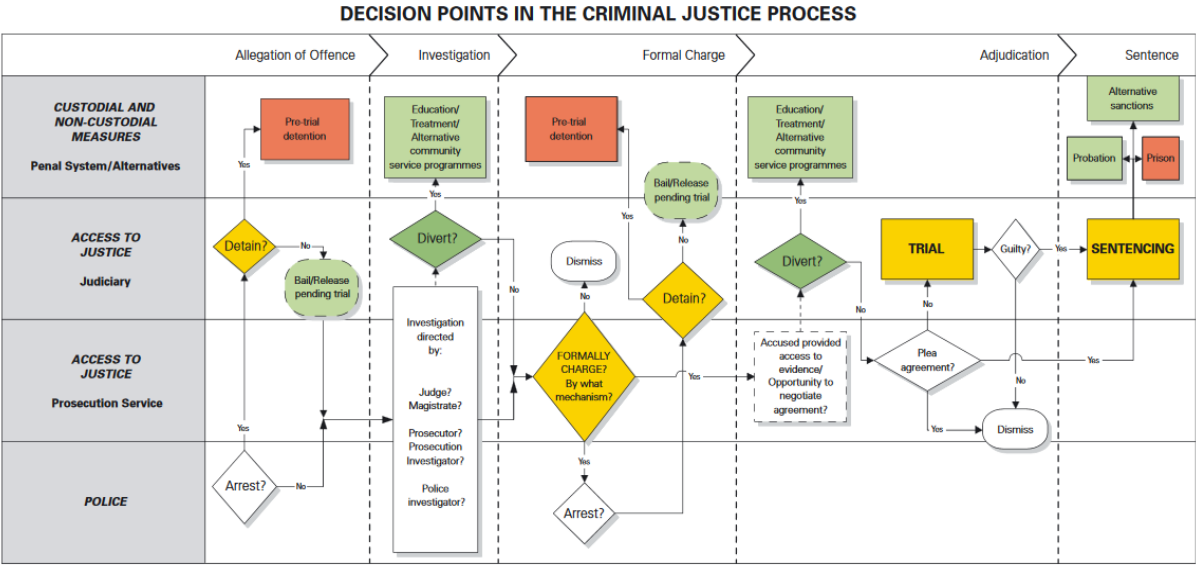 DECISION POINTS IN THE CRIMINAL JUSTICE PROCESS
Allegation of Offence
Investigation
Formal Charge
Adjudication
Sentence
CUSTODIAL AND
NON-CUSTODIAL
MEASURES
Penal System/Alternatives
Pre-trial
detention
Yes
Education/
Treatment/
Alternative
community
service programmes
Yes
Pre-trial
detention
Yes
Bail/Release
pending trial
Education/
Treatment/
Alternative
community
service programmes
Yes
Alternative
sanctions
Probation
Prison
ACCESS TO
JUSTICE
Judiciary
Detain?
No
Bail/Release
pending trial
Divert?
No
Dismiss
No
No
Detain?
Divert?
No
TRIAL
No
Guilty?
Yes
SENTENCING
ACCESS TO
JUSTICE
Prosecution Service
Yes
Investigation
directed
by:
Judge?
Magistrate?
Prosecutor?
Prosecution
Investigator?
Police
investigator?
FORMALLY
CHARGE?
By what
mechanism?
Yes
Accused provided
access to
evidence/
Opportunity to
negotiate
agreement?
Plea
agreement?
Yes
No
Yes
Dismiss
POLICE
Arrest?
No
Yes
Arrest?